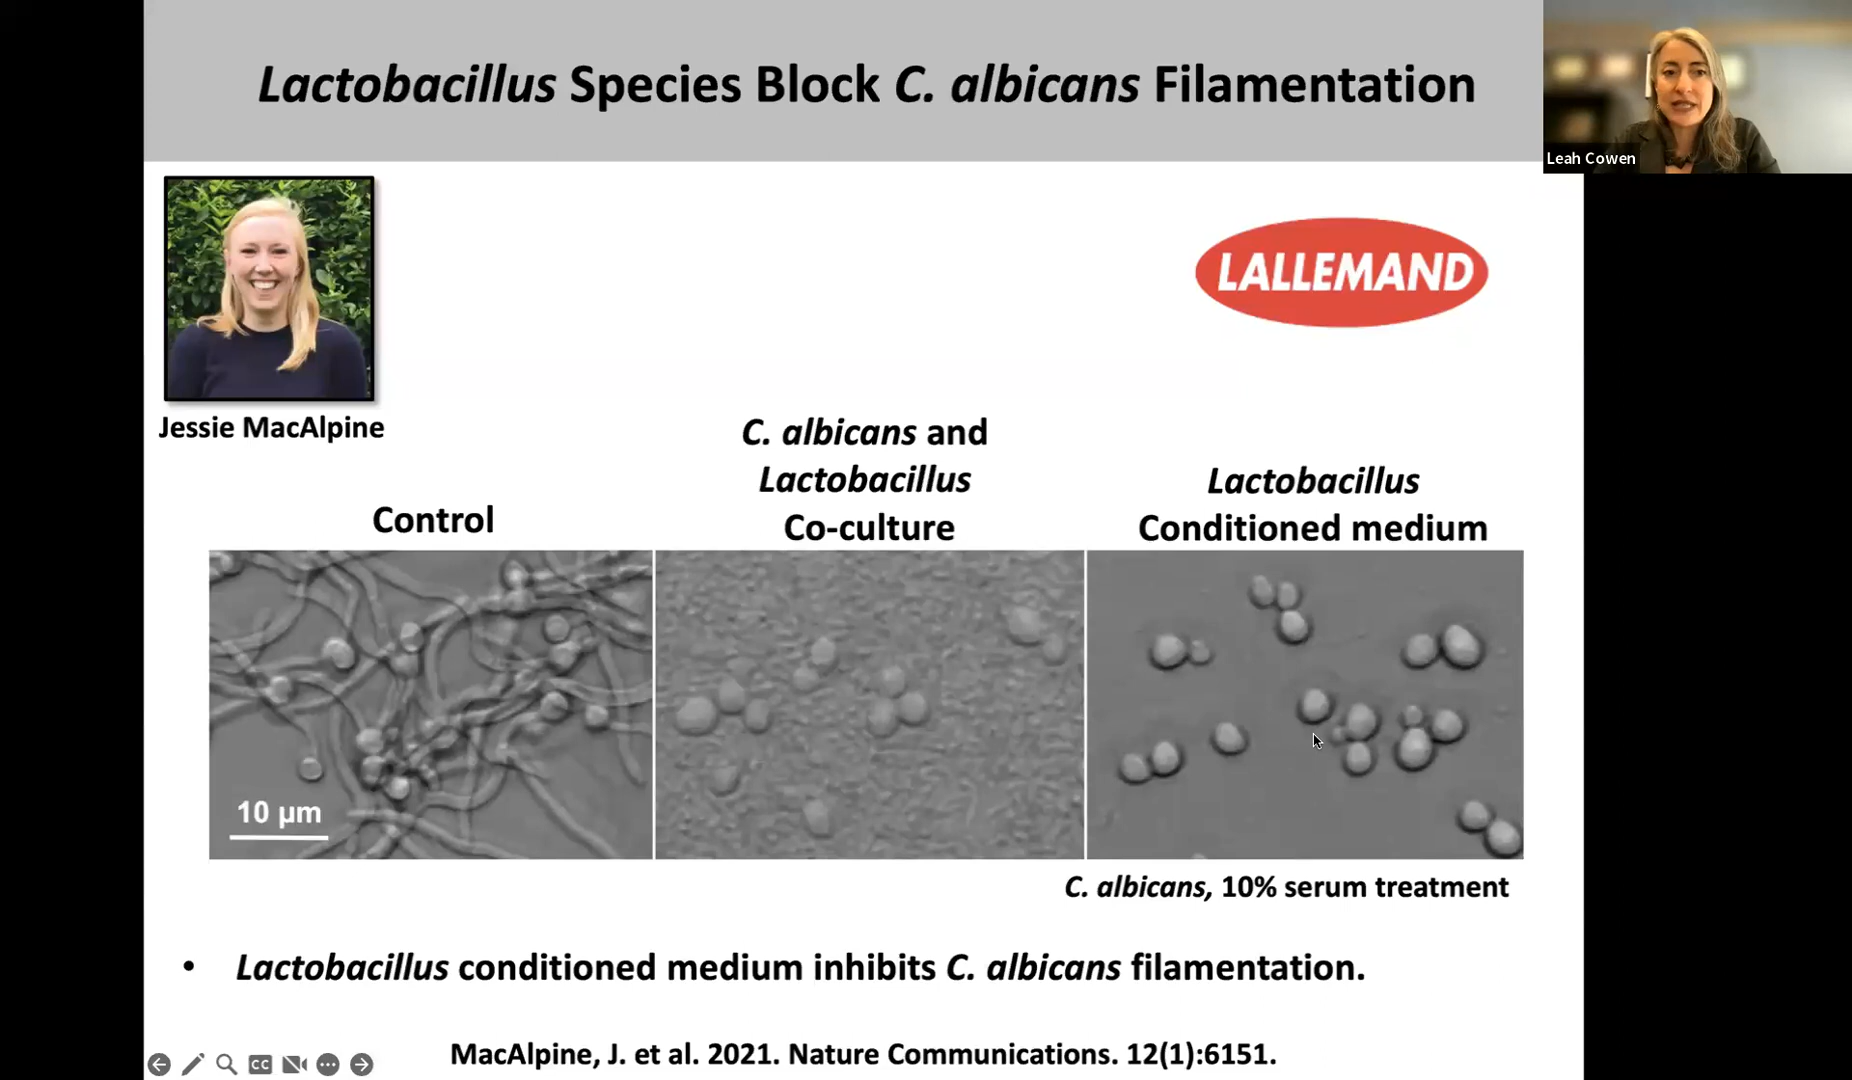 Lactobacillus Species Block C. albicans Filamentation
Leah Cowen
LALLEMAND
Jessie MacAlpine
Control
C. albicans and
Lactobacillus
Co-culture
Lactobacillus
Conditioned medium
10 µm
C. albicans, 10% serum treatment
• Lactobacillus conditioned medium inhibits C. albicans filamentation.
CC
MacAlpine, J. et al. 2021. Nature Communications. 12(1):6151.